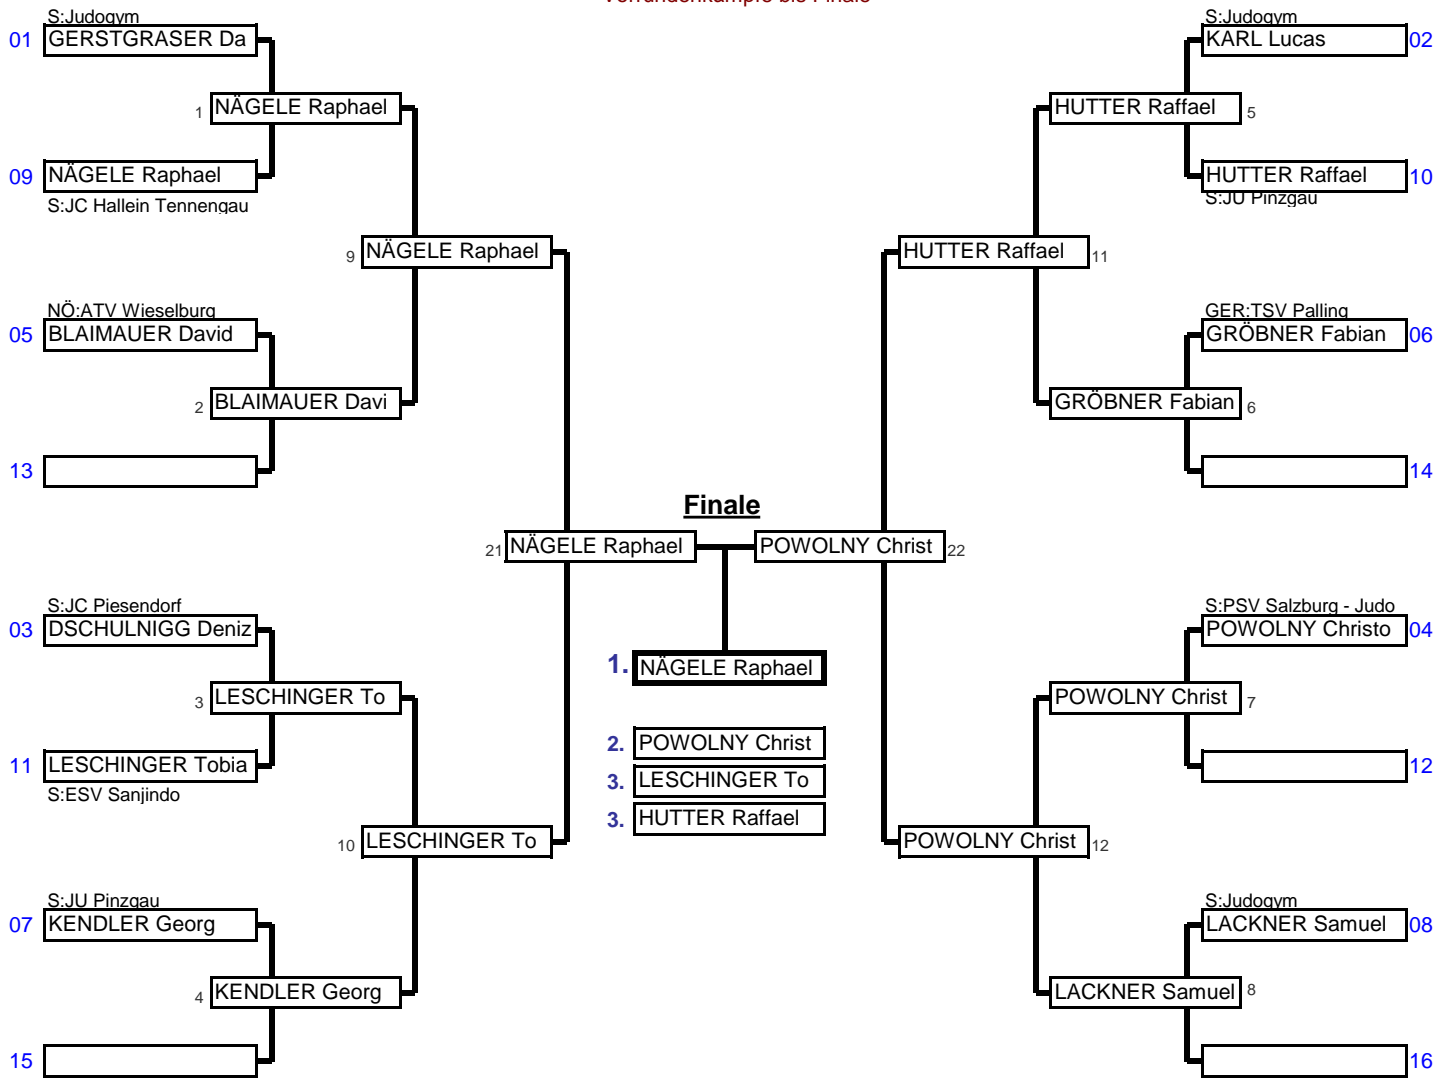 Vorrundenkämpfe bis Finale
S:Judogym
01 GERSTGRASER Da
1 NÄGELE Raphael
09 NÄGELE Raphael
S:JC Hallein Tennengau
9 NÄGELE Raphael
NÖ:ATV Wieselburg
05 BLAIMAUER David
2 BLAIMAUER Davi
13
21 NÄGELE Raphael
S:JC Piesendorf
03 DSCHULNIGG Deniz
3 LESCHINGER To
11 LESCHINGER Tobia
S:ESV Sanjindo
10 LESCHINGER To
S:JU Pinzgau
07 KENDLER Georg
4 KENDLER Georg
15
Finale
1. NÄGELE Raphael
2. POWOLNY Christ
3. LESCHINGER To
3. HUTTER Raffael
S:Judogym
KARL Lucas 02
HUTTER Raffael 5
HUTTER Raffael 10
S:JU Pinzgau
HUTTER Raffael 11
GER:TSV Palling
GRÖBNER Fabian 06
GRÖBNER Fabian 6
14
POWOLNY Christ 22
S:PSV Salzburg - Judo
POWOLNY Christo 04
POWOLNY Christ 7
12
POWOLNY Christ 12
S:Judogym
LACKNER Samuel 08
LACKNER Samuel 8
16